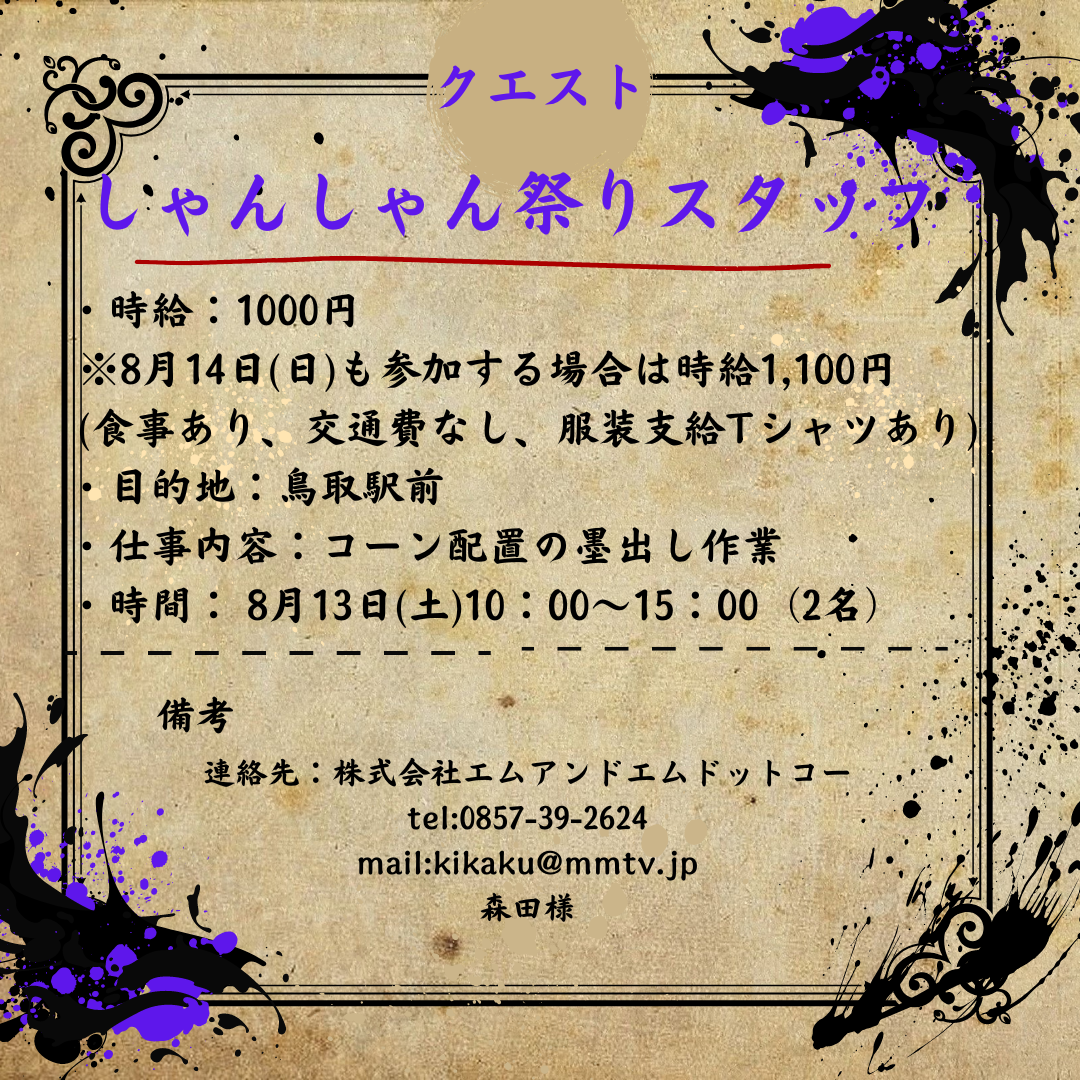 クエスト
しゃんしゃん祭りスタッフ
・時給：1000円
※8月14日(日)も参加する場合は時給1,100円
(食事あり、交通費なし、服装支給Tシャツあり)
・目的地：鳥取駅前
・仕事内容：コーン配置の墨出し作業
・時間： 8月13日(土)10：00～15：00（2名）
備考
連絡先：株式会社エムアンドエムドットコー
tel:0857-39-2624
mail:kikaku@mmtv.jp
森田様